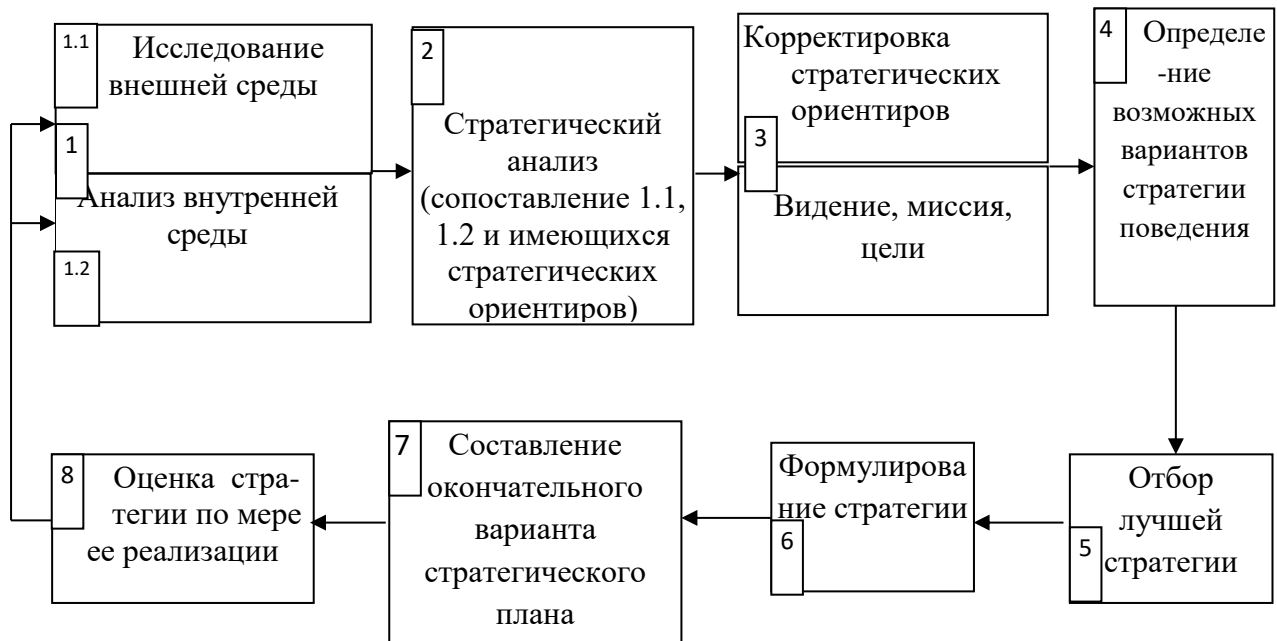 1.1
Исследование
внешней среды
1
Анализ внутренней
среды
1.2
2
Стратегический
анализ
(сопоставление 1.1,
1.2 и имеющихся
стратегических
ориентиров)
Корректировка
стратегических
ориентиров
3
Видение, миссия,
цели
4
Определе
-ние
возможных
вариантов
стратегии
поведения
Отбор
лучшей
стратегии
5
Формулирова
ние стратегии
6
7
Составление
окончательного
варианта
стратегического
плана
8
Оценка стра-
тегии по мере
ее реализации